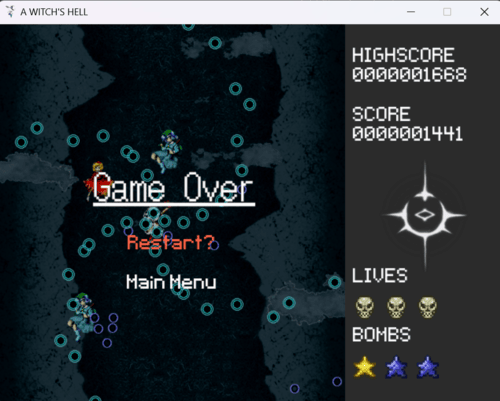 A WITCH'S HELL
HIGHSCORE
0000001668
SCORE
0000001441
Game Over
Restart?
Main Menu
LIVES
BOMBS